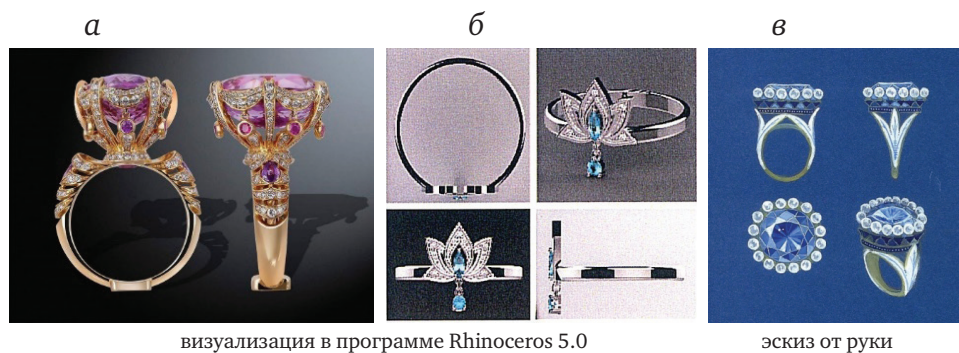 а б в
визуализация в программе Rhinoceros 5.0 эскиз от руки